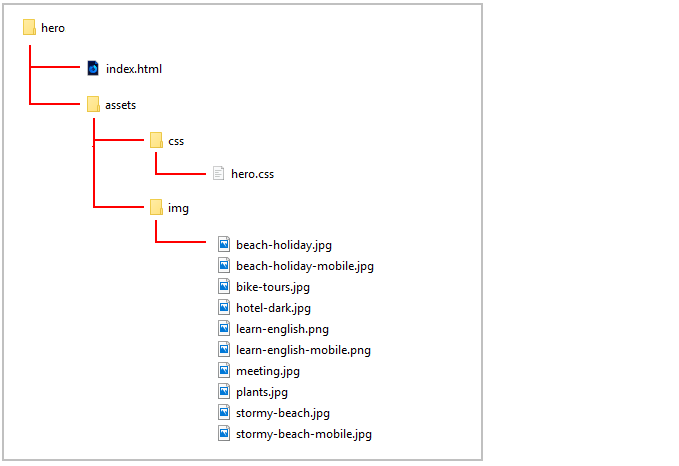 hero
index.html
assets
css
hero.css
img
beach-holiday.jpg
beach-holiday-mobile.jpg
bike-tours.jpg
hotel-dark.jpg
learn-english.png
learn-english-mobile.png
meeting.jpg
plants.jpg
stormy-beach.jpg
stormy-beach-mobile.jpg